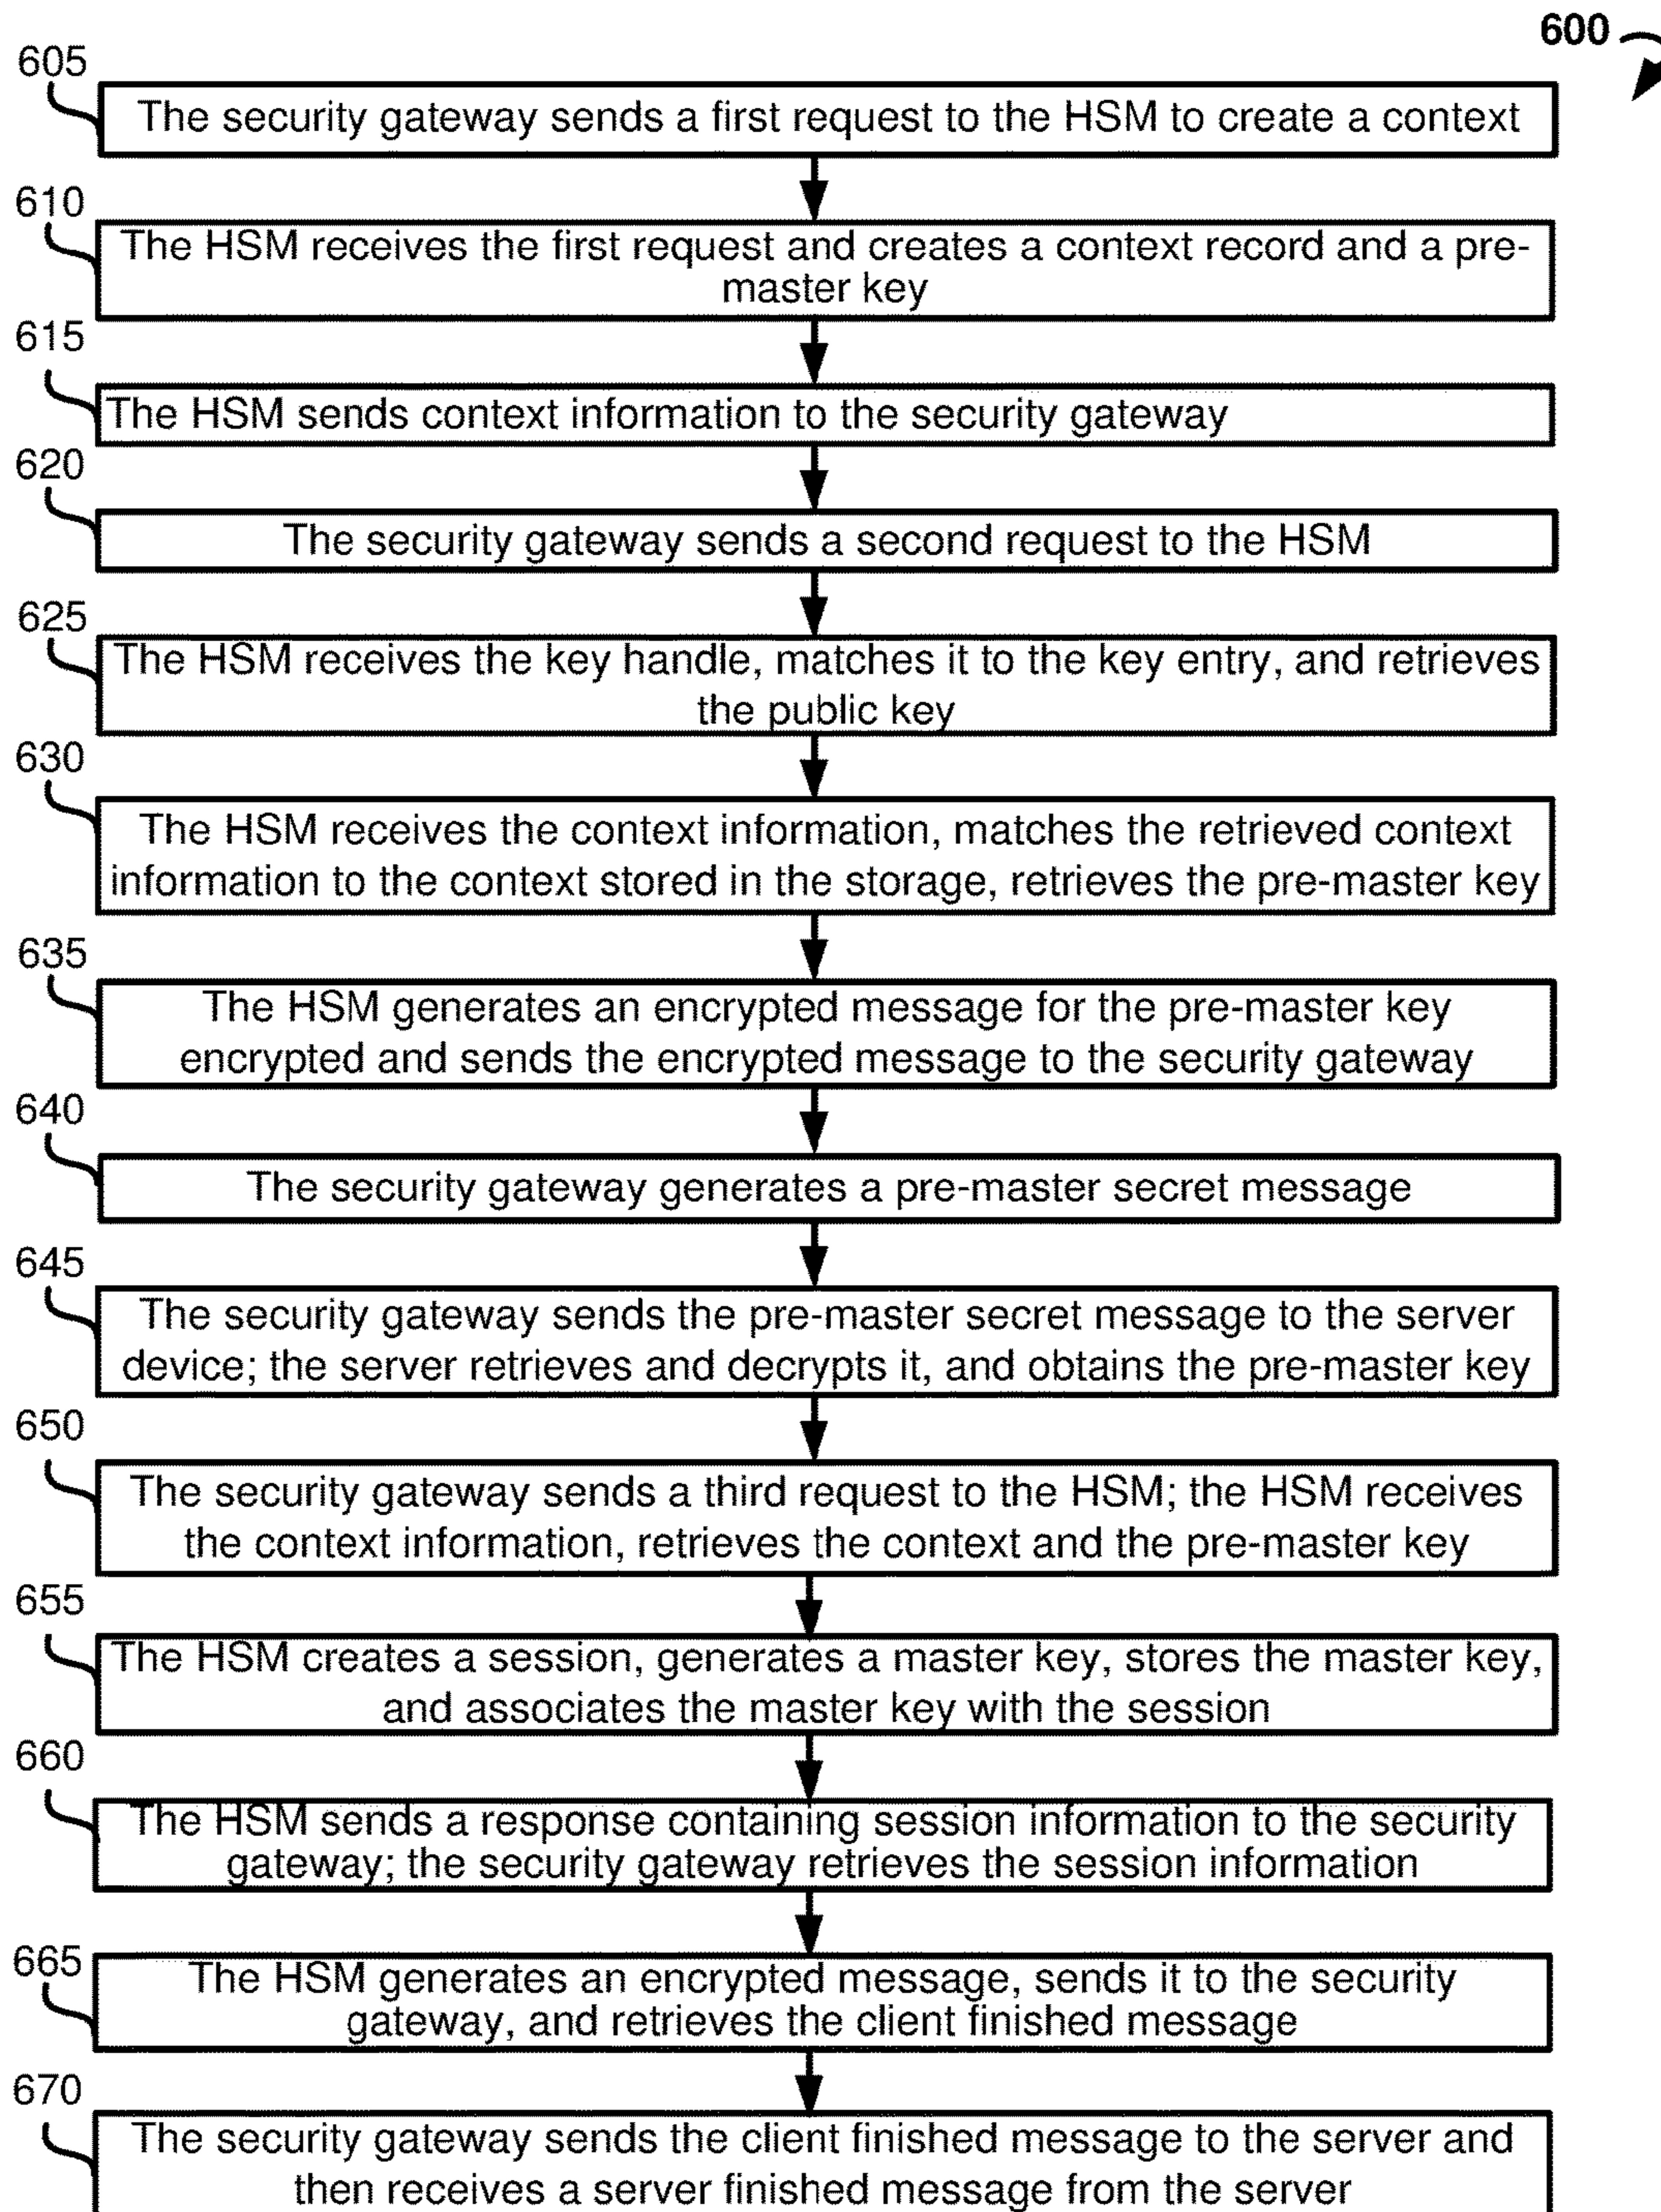 600
605
The security gateway sends a first request to the HSM to create a context
610
The HSM receives the first request and creates a context record and a pre-
master key
615
The HSM sends context information to the security gateway
620
The security gateway sends a second request to the HSM
625
The HSM receives the key handle, matches it to the key entry, and retrieves
the public key
630
The HSM receives the context information, matches the retrieved context
information to the context stored in the storage, retrieves the pre-master key
635
The HSM generates an encrypted message for the pre-master key
encrypted and sends the encrypted message to the security gateway
640
The security gateway generates a pre-master secret message
645
The security gateway sends the pre-master secret message to the server
device; the server retrieves and decrypts it, and obtains the pre-master key
650
The security gateway sends a third request to the HSM; the HSM receives
the context information, retrieves the context and the pre-master key
655
The HSM creates a session, generates a master key, stores the master key,
and associates the master key with the session
660
The HSM sends a response containing session information to the security
gateway; the security gateway retrieves the session information
665
The HSM generates an encrypted message, sends it to the security
gateway, and retrieves the client finished message
670
The security gateway sends the client finished message to the server and
then receives a server finished message from the server